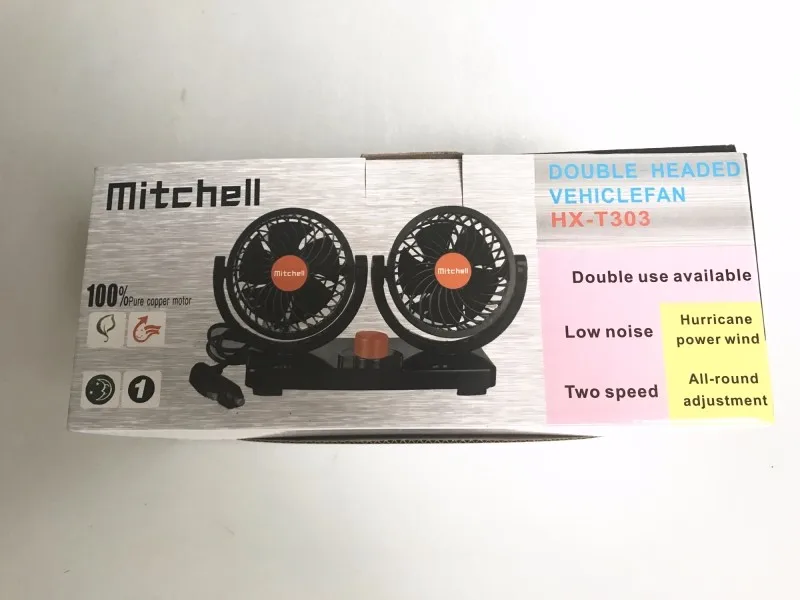 mitchell
DOUBLE-HEADED
VEHICLEFAN
HX-T303
mitchell
mitchell
100% Pure copper motor
1
Double use available
Low noise
Hurricane
power wind
Two speed
All-round
adjustment